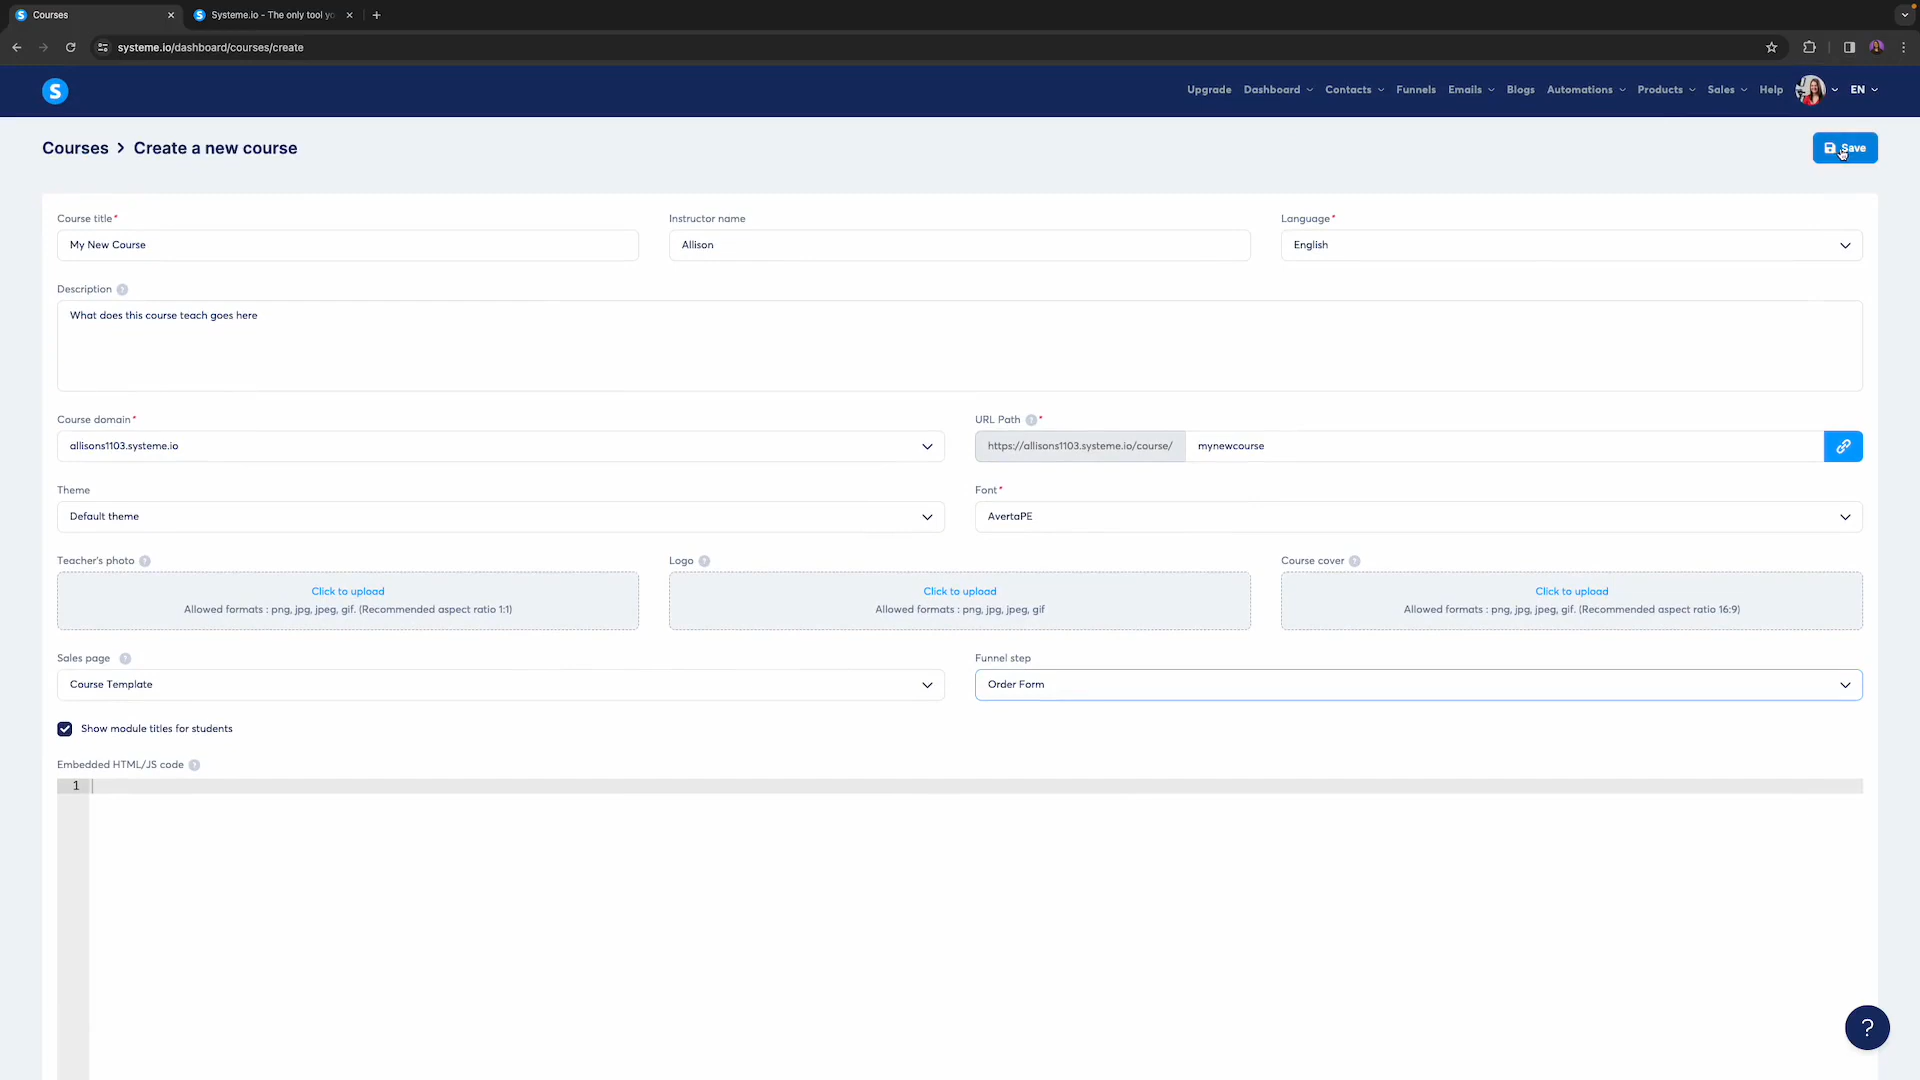 Courses
Systeme.io - The only tool yo
systeme.io/dashboard/courses/create
S
Upgrade Dashboard Contacts Funnels Emails Blogs Automations Products Sales Help EN
Courses > Create a new course
Save
Course title* Instructor name Language*
My New Course Allison English
Description ?
What does this course teach goes here
Course domain* URL Path ?*
allisons1103.systeme.io https://allisons1103.systeme.io/course/ mynewcourse
Theme Font*
Default theme AvertaPE
Teacher's photo ? Logo ? Course cover ?
Click to upload Click to upload Click to upload
Allowed formats : png, jpg, jpeg, gif. (Recommended aspect ratio 1:1) Allowed formats : png, jpg, jpeg, gif Allowed formats : png, jpg, jpeg, gif. (Recommended aspect ratio 16:9)
Sales page ? Funnel step
Course Template Order Form
Show module titles for students
Embedded HTML/JS code ?
1
?